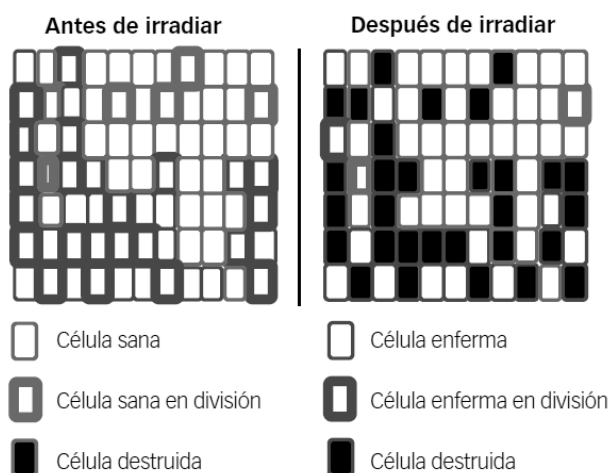 Antes de irradiar
Después de irradiar
Célula sana
Célula enferma
Célula sana en división
Célula enferma en división
Célula destruida
Célula destruida